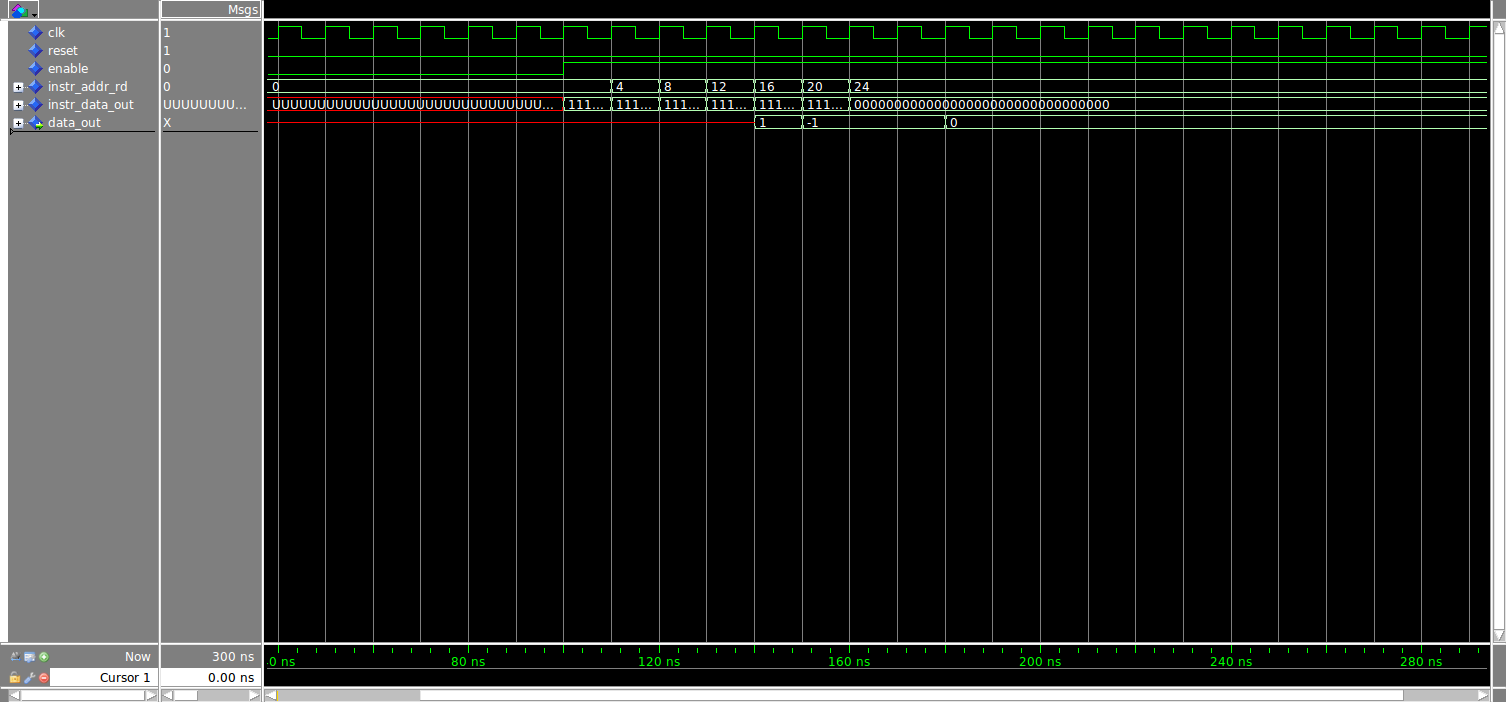 Msgs
clk 1
reset 1
enable 0
instr_addr_rd 0 0 4 8 12 16 20 24
instr_data_out UUUUUUUU... UUUUUUUUUUUUUUUUUUUUUUUUUUUUUU... 111... 111... 111... 111... 111... 111... 00000000000000000000000000000000
data_out X 1 -1 0
Now 300 ns 0 ns 80 ns 120 ns 160 ns 200 ns 240 ns 280 ns
Cursor 1 0.00 ns